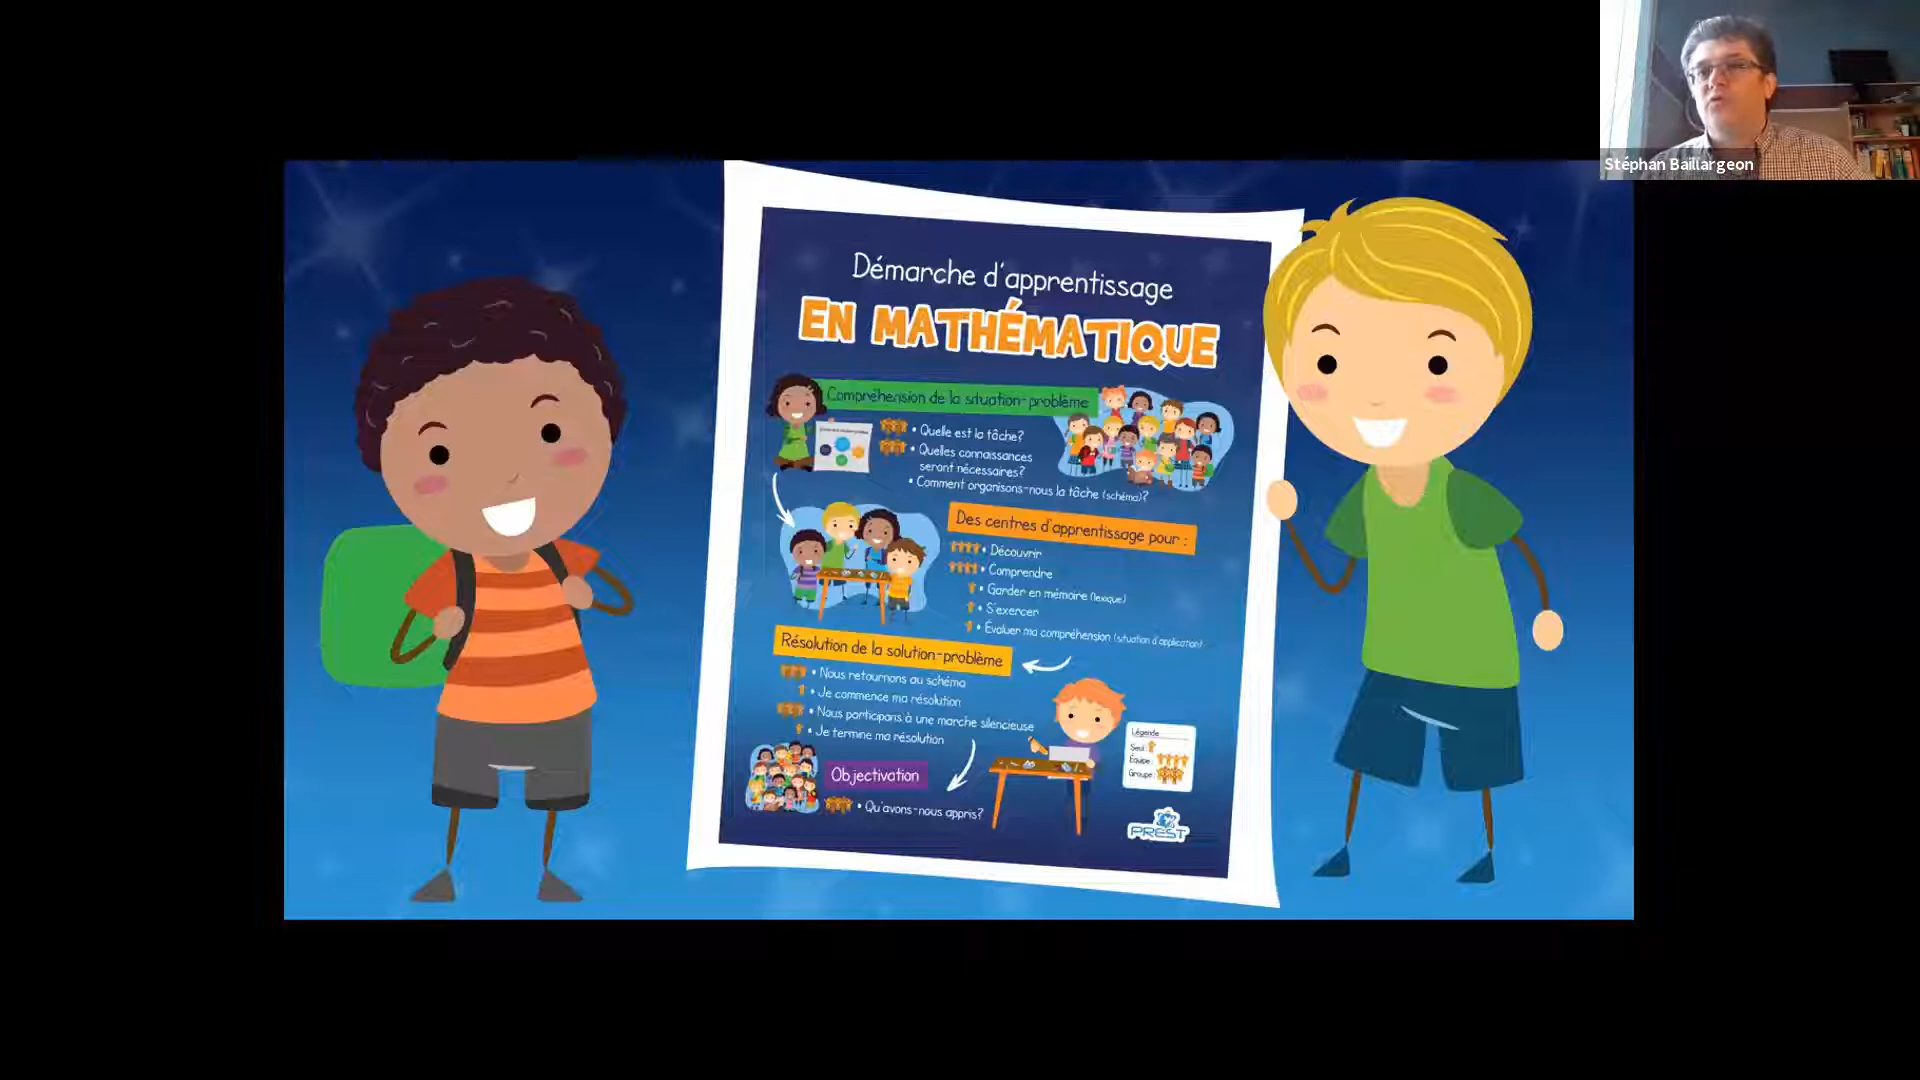 Stéphan Baillargeon
Démarche d'apprentissage
EN MATHÉMATIQUE
Compréhension de la situation-problème
• Quelle est la tâche?
• Quelles connaissances
seront nécessaires?
• Comment organisons-nous la tâche (schéma)?
Des centres d'apprentissage pour :
• Découvrir
• Comprendre
• Garder en mémoire (lexique)
• S'exercer
• Évaluer ma compréhension (situation d'application)
Résolution de la solution-problème
• Nous retournons au schéma
• Je commence ma résolution
• Nous participons à une marche silencieuse
• Je termine ma résolution
Légende
Seul :
Équipe :
Groupe :
Objectivation
• Qu'avons-nous appris?
PREST